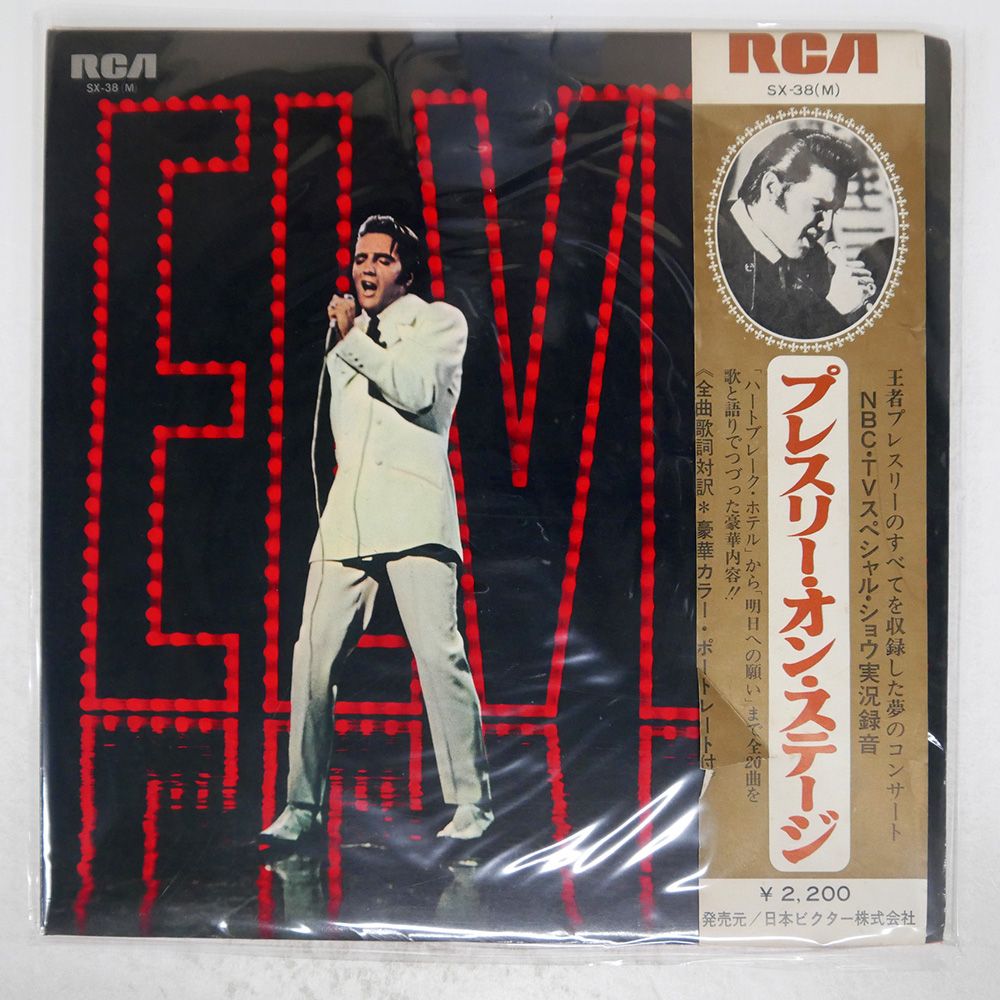 RCA
SX-38(M)
ELVI
RCA
SX-38(M)
王者プレスリーのすべてを収録した夢のコンサート
NBC・TVスペシャル・ショウ実況録音
プレスリー・オン・ステージ
「ハートブレーク・ホテル」から「明日への願い」まで全20曲を
歌と語りでつづった豪華内容!!
《全曲歌詞対訳＊豪華カラー・ポートレート付
¥2,200
発売元/日本ビクター株式会社